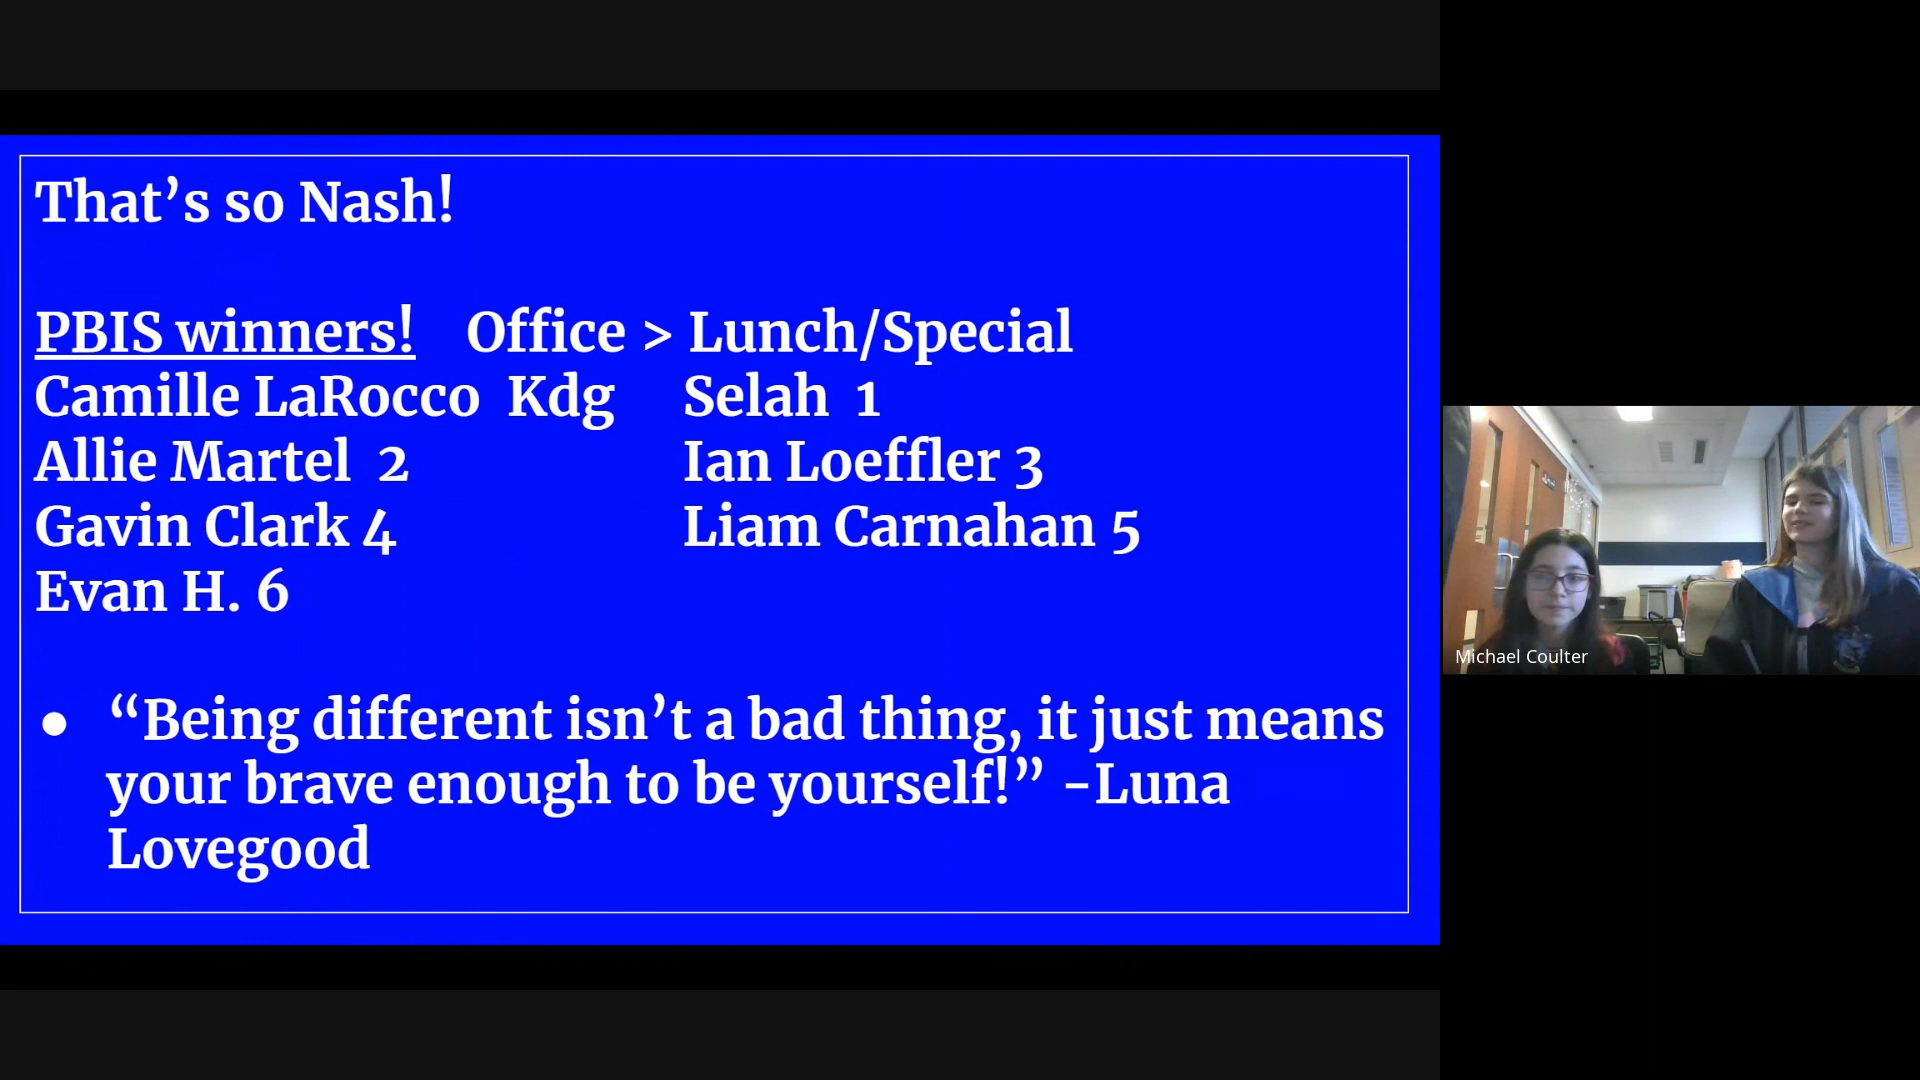 That’s so Nash!
PBIS winners! Office > Lunch/Special
Camille LaRocco Kdg Selah 1
Allie Martel 2 Ian Loeffler 3
Gavin Clark 4 Liam Carnahan 5
Evan H. 6
● “Being different isn’t a bad thing, it just means
your brave enough to be yourself!” -Luna
Lovegood
Michael Coulter